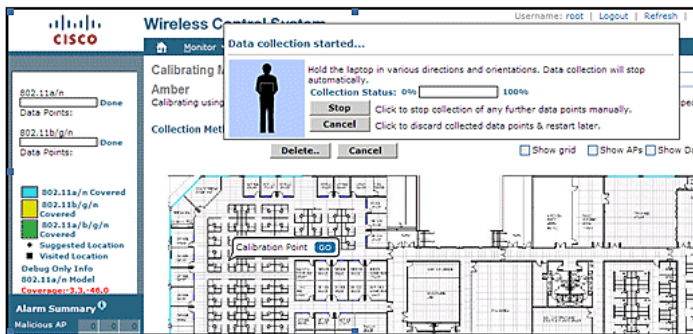 CISCO
Wireless Control System
Username: root | Logout | Refresh |
Monitor
Data collection started...
Hold the laptop in various directions and orientations. Data collection will stop
automatically.
Collection Status: 0% 100%
Stop Click to stop collection of any further data points manually.
Cancel Click to discard collected data points & restart later.
Calibrating M
Amber
Calibrating using
Collection Met
Delete.. Cancel
Show grid Show APs Show Da
802.11a/n
Done
Data Points:
802.11b/g/n
Done
Data Points:
802.11a/n Covered
802.11b/g/n
Covered
802.11a/b/g/n
Covered
Suggested Location
Visited Location
Debug Only Info
802.11a/n Model
Coverage:-3.3,-46.0
Alarm Summary
Malicious AP 0 0 0
Calibration Point GO